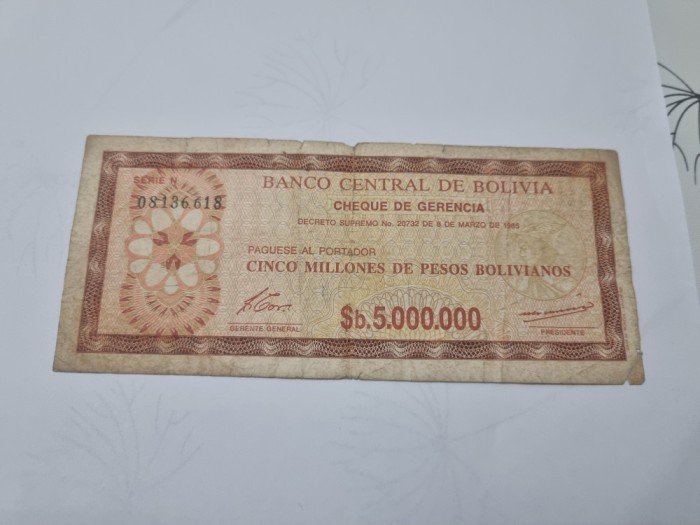 SERIE N
08136618
BANCO CENTRAL DE BOLIVIA
CHEQUE DE GERENCIA
DECRETO SUPREMO No. 20732 DE 8 DE MARZO DE 1985
PAGUESE AL PORTADOR
CINCO MILLONES DE PESOS BOLIVIANOS
$b.5.000.000
GERENTE GENERAL
PRESIDENTE